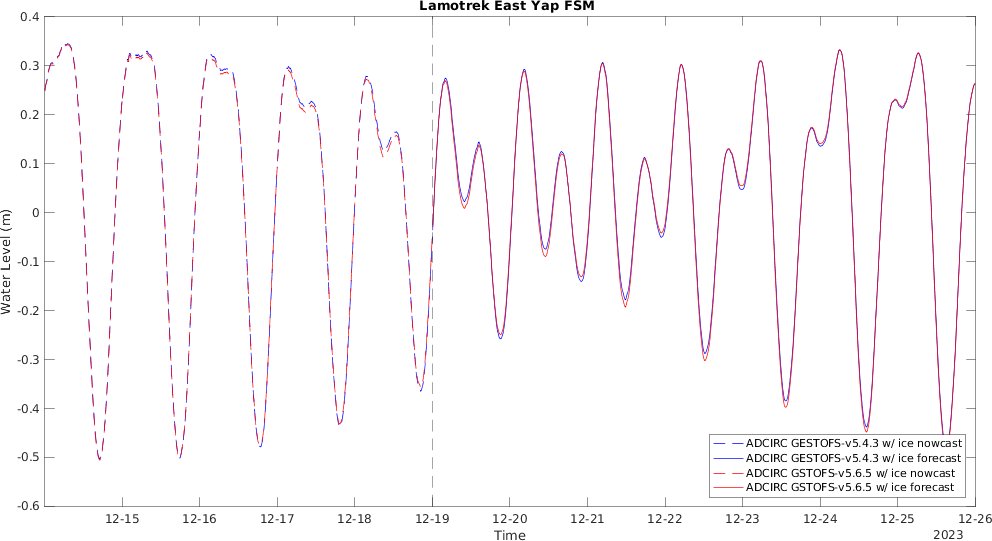 Lamotrek East Yap FSM
0.4
0.3
0.2
0.1
0
-0.1
-0.2
-0.3
-0.4
-0.5
-0.6
Water Level (m)
12-15 12-16 12-17 12-18 12-19 12-20 12-21 12-22 12-23 12-24 12-25 12-26
Time
2023
ADCIRC GESTOFS-v5.4.3 w/ ice nowcast
ADCIRC GESTOFS-v5.4.3 w/ ice forecast
ADCIRC GSTOFS-v5.6.5 w/ ice nowcast
ADCIRC GSTOFS-v5.6.5 w/ ice forecast